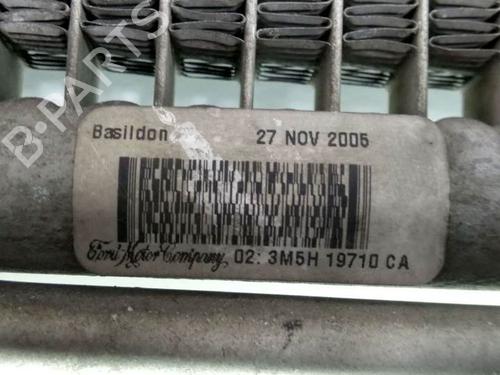 B-PARTS
Basildon 27 NOV 2005
Ford Motor Company 02: 3M5H 19710 CA